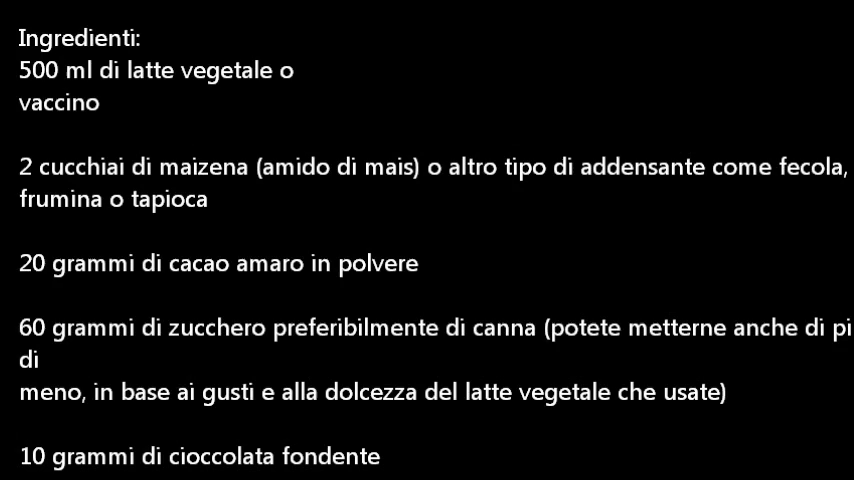 Ingredienti:
500 ml di latte vegetale o
vaccino
2 cucchiai di maizena (amido di mais) o altro tipo di addensante come fecola,
frumina o tapioca
20 grammi di cacao amaro in polvere
60 grammi di zucchero preferibilmente di canna (potete metterne anche di pi
di
meno, in base ai gusti e alla dolcezza del latte vegetale che usate)
10 grammi di cioccolata fondente